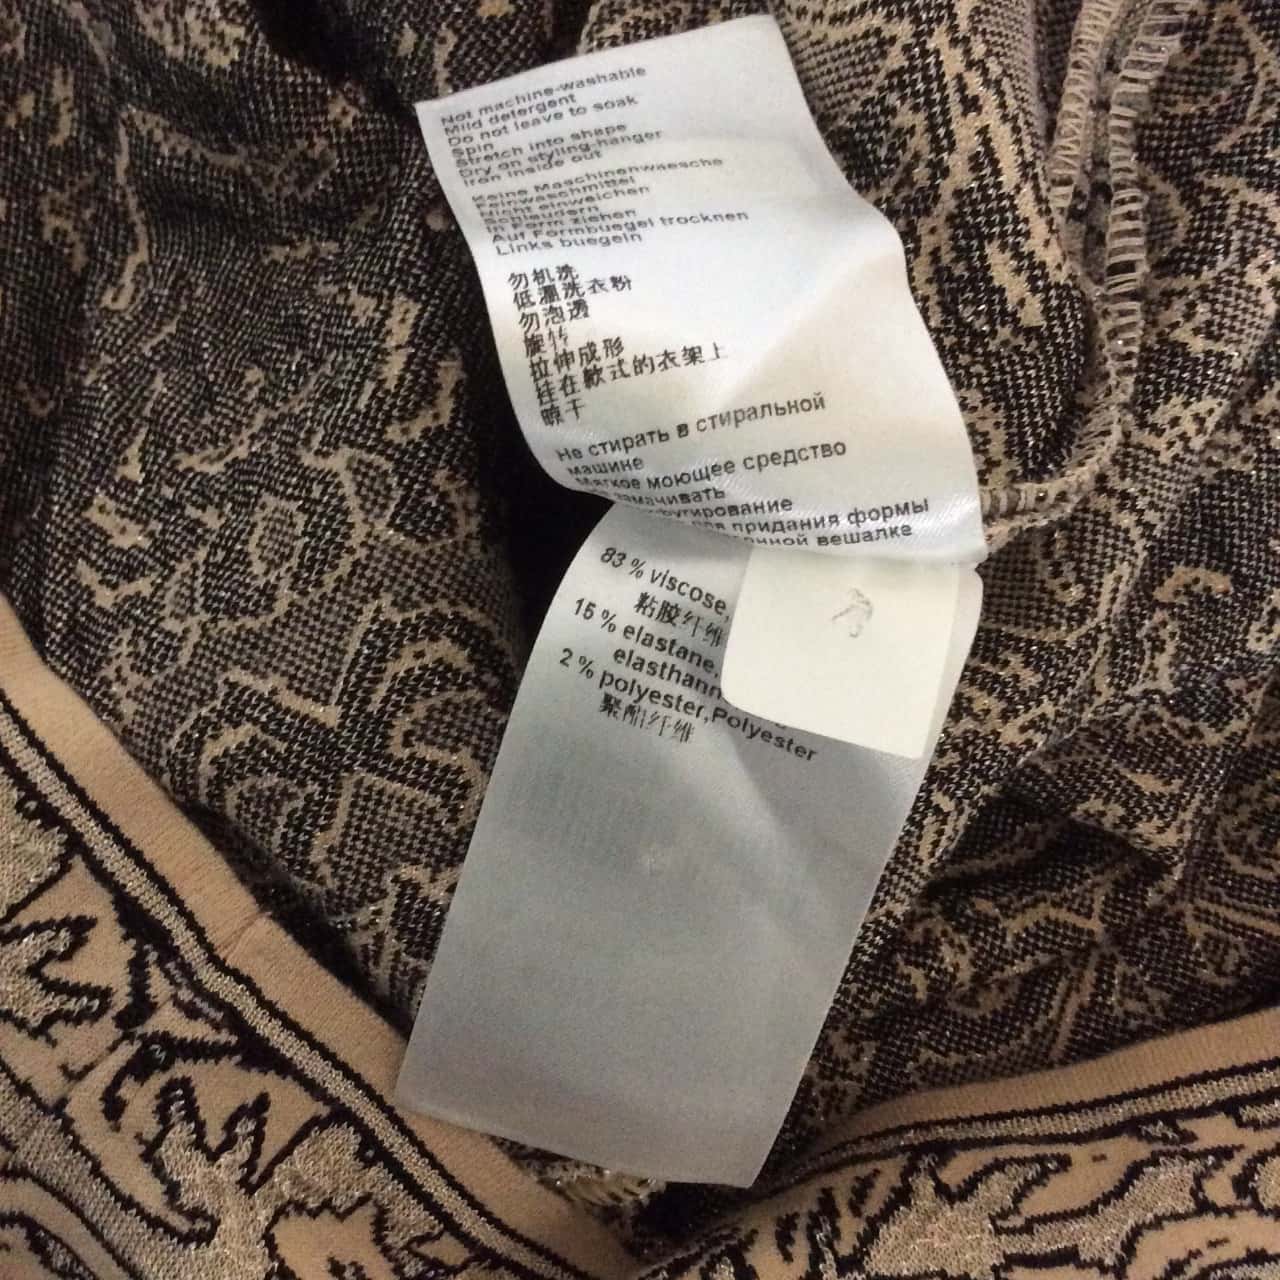 Not machine-washable
Mild detergent
Do not leave to soak
Spin
Stretch into shape
Dry on styling-hanger
Iron inside out
Keine Maschinenwaesche
Feinwaschmittel
Nicht einweichen
Schleudern
In Form ziehen
Auf Formbuegel trocknen
Links buegeln
勿机洗
低温洗衣粉
勿泡透
旋转
拉伸成形
挂在款式的衣架上
晾干
Не стирать в стиральной
машине
Мягкое моющее средство
замачивать
придания формы
вешалке
83 % viscose,
粘胶纤维
15 % elastane,
elasthann
2 % polyester,Polyester
聚酯纤维